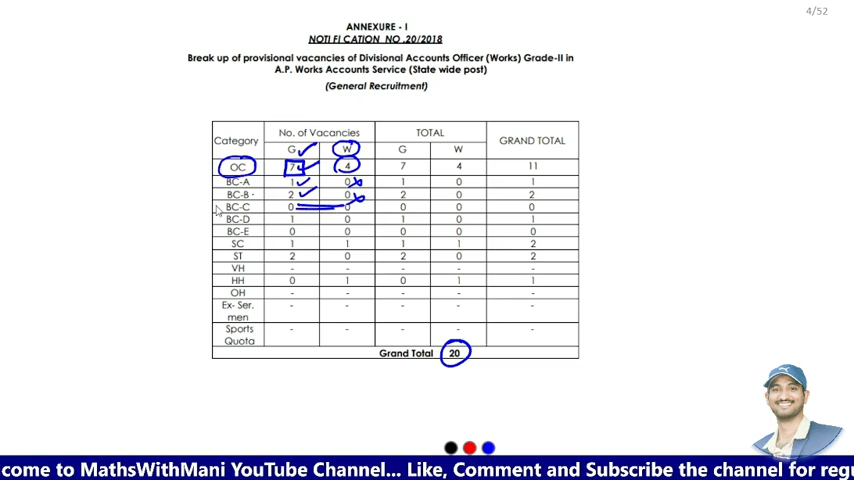 4/52
ANNEXURE - I
NOTIFICATION NO .20/2018
Break up of provisional vacancies of Divisional Accounts Officer (Works) Grade-II in
A.P. Works Accounts Service (State wide post)
(General Recruitment)
Category No. of Vacancies TOTAL GRAND TOTAL
G W G W
OC 7 4 7 4 11
BC-A 1 0 1 0 1
BC-B 2 0 2 0 2
BC-C 0 0 0 0 0
BC-D 1 0 1 0 1
BC-E 0 0 0 0 0
SC 1 1 1 1 2
ST 2 0 2 0 2
VH - - - - -
HH 0 1 0 1 1
OH - - - - -
Ex- Ser. - - - - -
men
Sports - - - - -
Quota
Grand Total 20
come to MathsWithMani YouTube Channel... Like, Comment and Subscribe the channel for regu